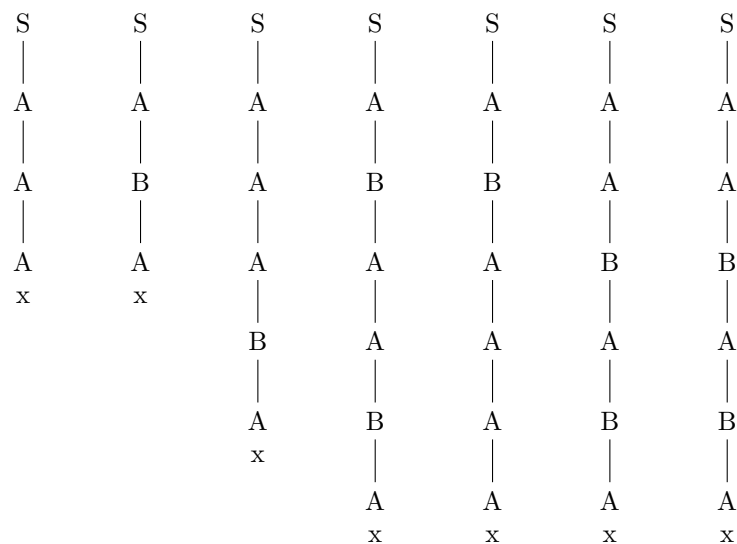 S S S S S S S
A A A A A A A
A B A B B A A
A A A A A B B
x x
B A A A A
A B A B B
x
A A A A
x x x x